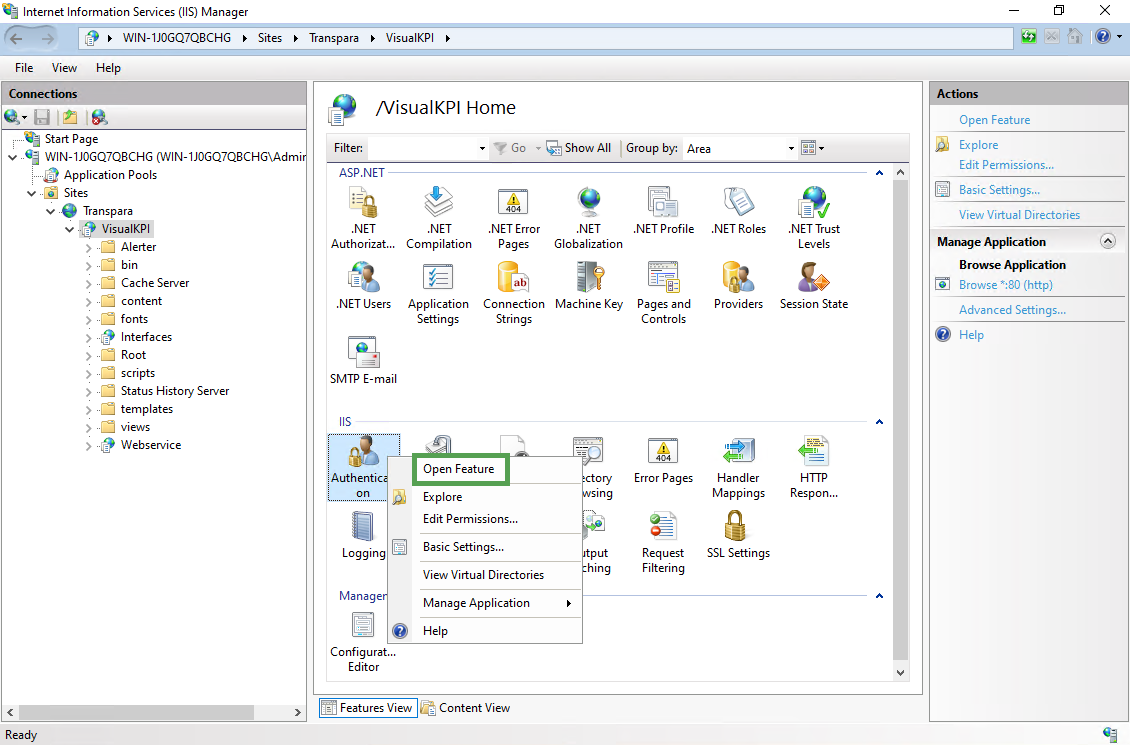 Internet Information Services (IIS) Manager
WIN-1J0GQ7QBCHG
Sites
Transpara
VisualKPI
File
View
Help
Connections
Start Page
WIN-1J0GQ7QBCHG (WIN-1J0GQ7QBCHG\Admir
Application Pools
Sites
Transpara
VisualKPI
Alerter
bin
Cache Server
content
fonts
Interfaces
Root
scripts
Status History Server
templates
views
Webservice
/VisualKPI Home
Filter:
Go
Show All
Group by:
Area
ASP.NET
.NET
Authorizat...
.NET
Compilation
.NET Error
Pages
.NET
Globalization
.NET Profile
.NET Roles
.NET Trust
Levels
.NET Users
Application
Settings
Connection
Strings
Machine Key
Pages and
Controls
Providers
Session State
SMTP E-mail
IIS
Authentica
on
ectory
wsing
404
Error Pages
Handler
Mappings
HTTP
Respon...
Logging
utput
ching
Request
Filtering
SSL Settings
Manager
Configurat...
Editor
Open Feature
Explore
Edit Permissions...
Basic Settings...
View Virtual Directories
Manage Application
Help
Features View
Content View
Actions
Open Feature
Explore
Edit Permissions...
Basic Settings...
View Virtual Directories
Manage Application
Browse Application
Browse *:80 (http)
Advanced Settings...
Help
Ready